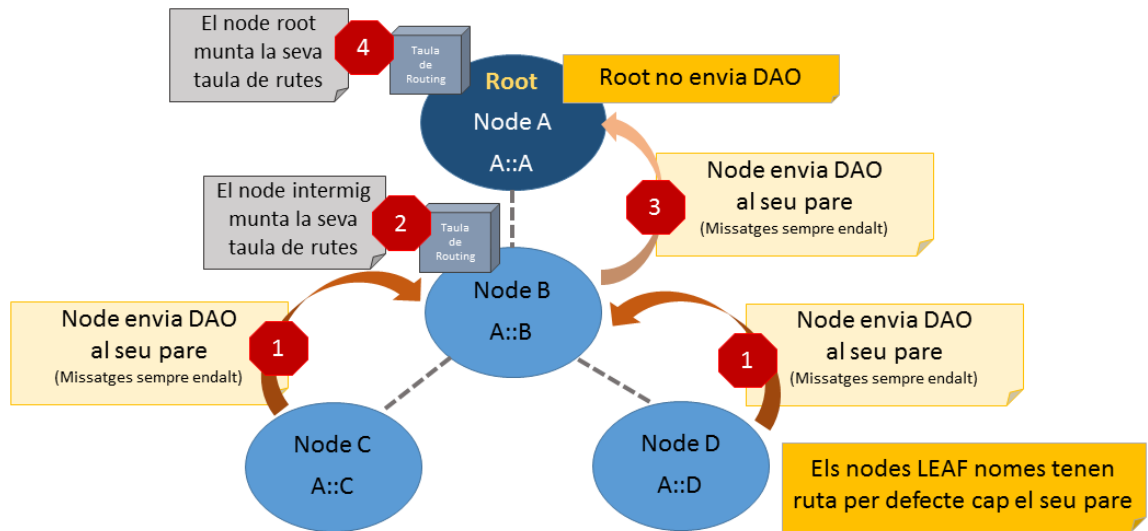 El node root
munta la seva
taula de rutes
4
Taula
de
Routing
Root
Node A
A::A
Root no envia DAO
Node envia DAO
al seu pare
(Missatges sempre endalt)
3
El node intermig
munta la seva
taula de rutes
2
Taula
de
Routing
Node B
A::B
Node envia DAO
al seu pare
(Missatges sempre endalt)
1
Node envia DAO
al seu pare
(Missatges sempre endalt)
1
Node C
A::C
Node D
A::D
Els nodes LEAF nomes tenen
ruta per defecte cap el seu pare